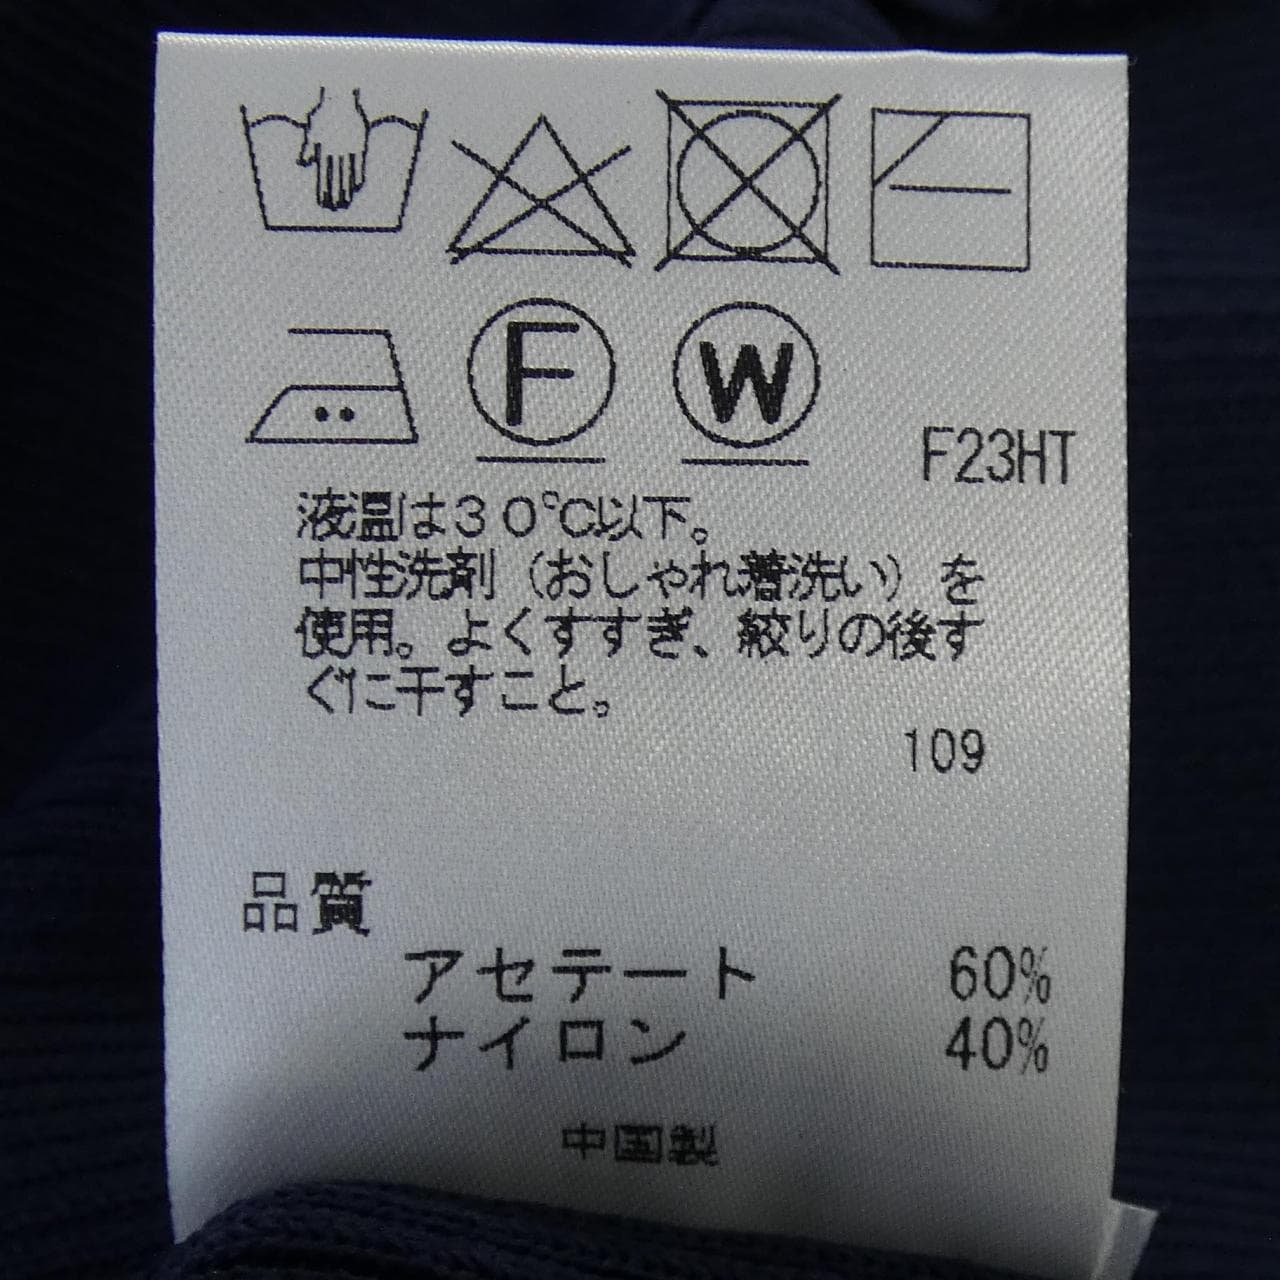 F
W
F23HT
液温は30℃以下。
中性洗剤（おしゃれ着洗い）を
使用。よくすすぎ、絞りの後す
ぐに干すこと。
109
品質
アセテート 60%
ナイロン 40%
中国製